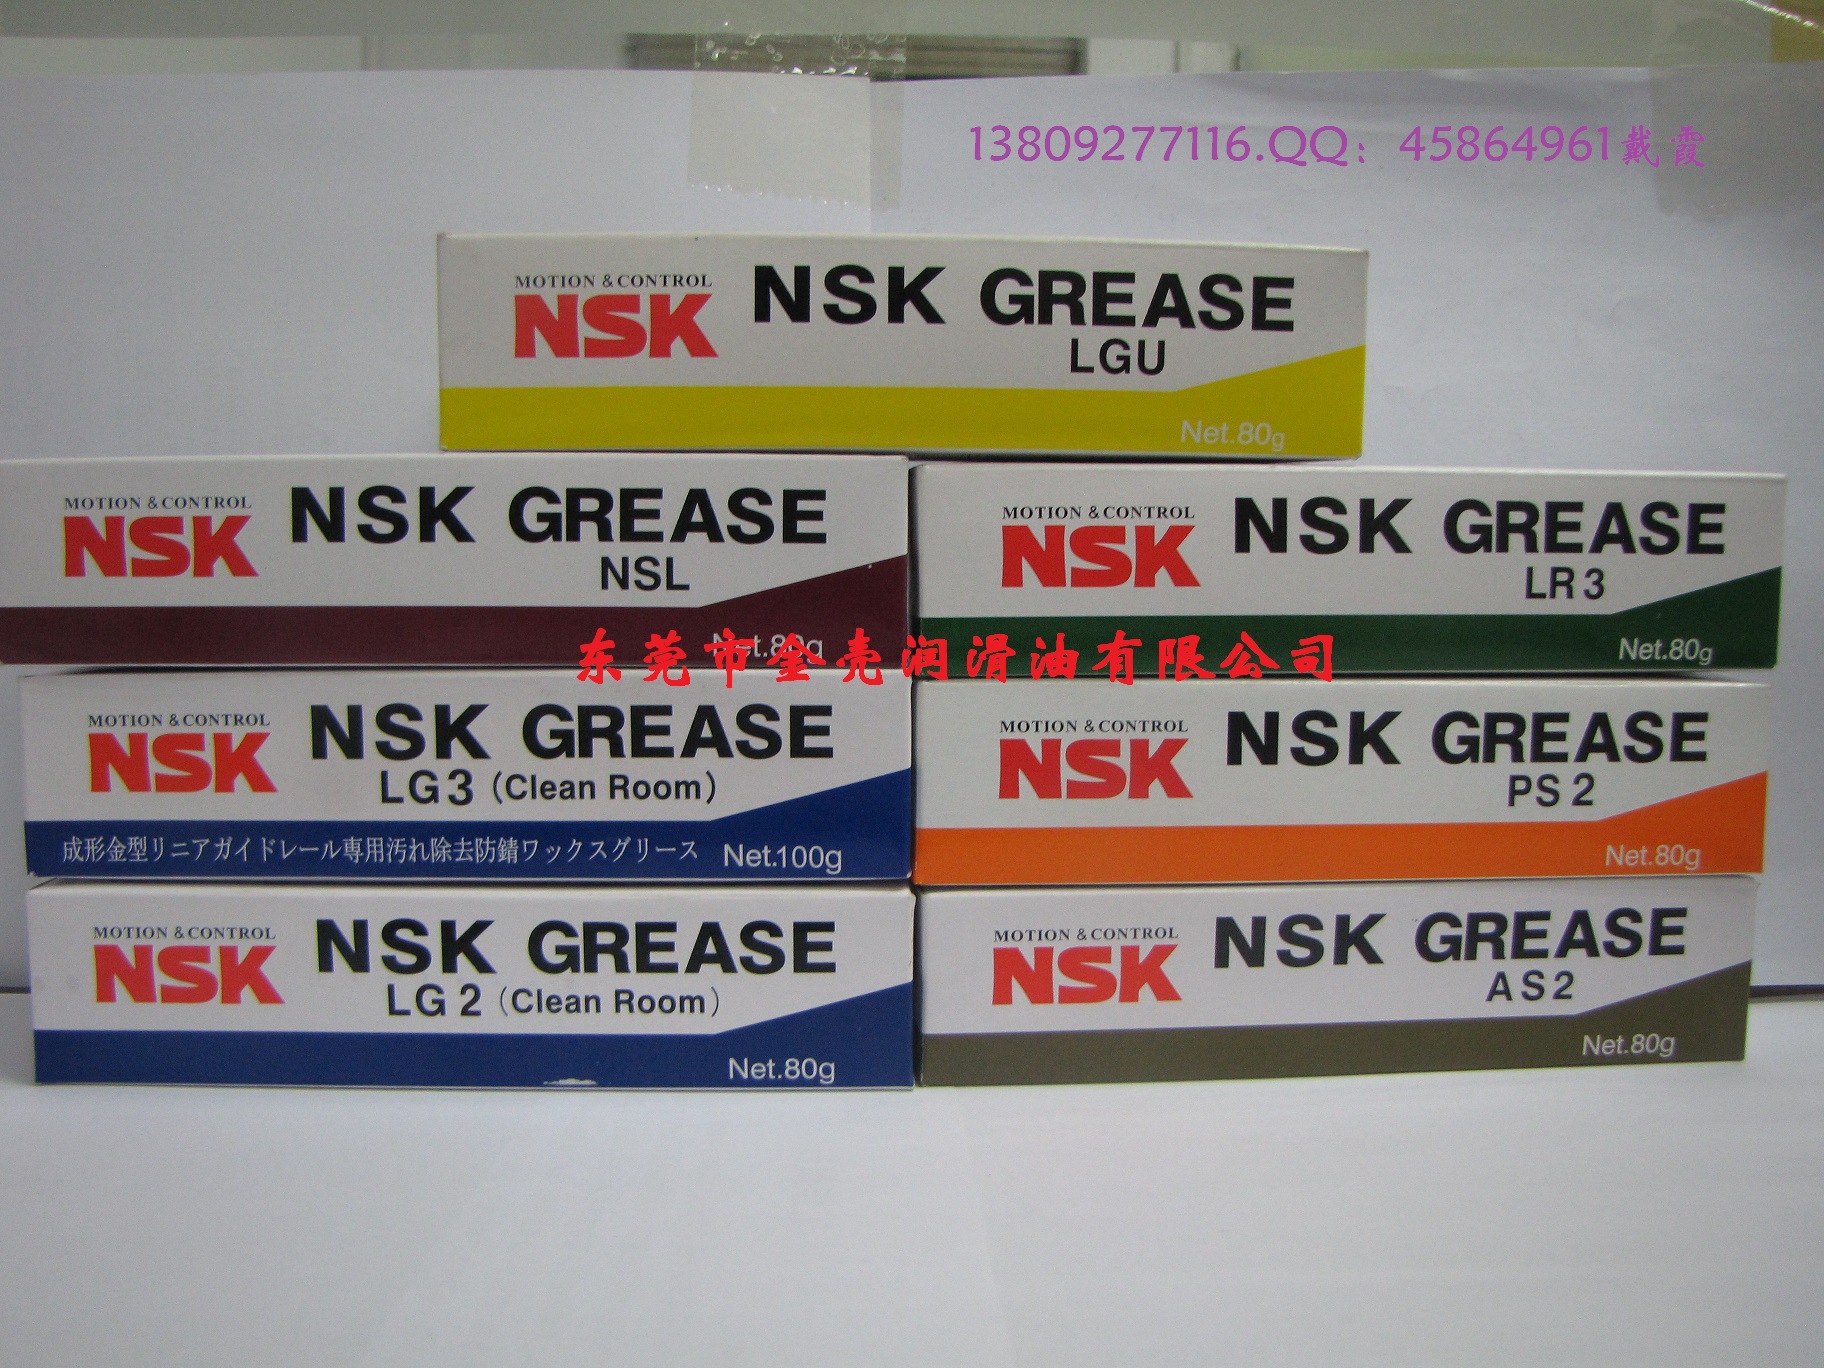 13809277116.QQ：45864961戴霞
MOTION & CONTROL
NSK
NSK GREASE
LGU
Net.80g
MOTION & CONTROL
NSK
NSK GREASE
NSL
Net.80g
MOTION & CONTROL
NSK
NSK GREASE
LR3
Net.80g
东莞市金壳润滑油有限公司
MOTION & CONTROL
NSK
NSK GREASE
LG3 (Clean Room)
成形金型リニアガイドレール専用汚れ除去防錆ワックスグリース
Net.100g
MOTION & CONTROL
NSK
NSK GREASE
PS2
Net.80g
MOTION & CONTROL
NSK
NSK GREASE
LG2 (Clean Room)
Net.80g
MOTION & CONTROL
NSK
NSK GREASE
AS2
Net.80g